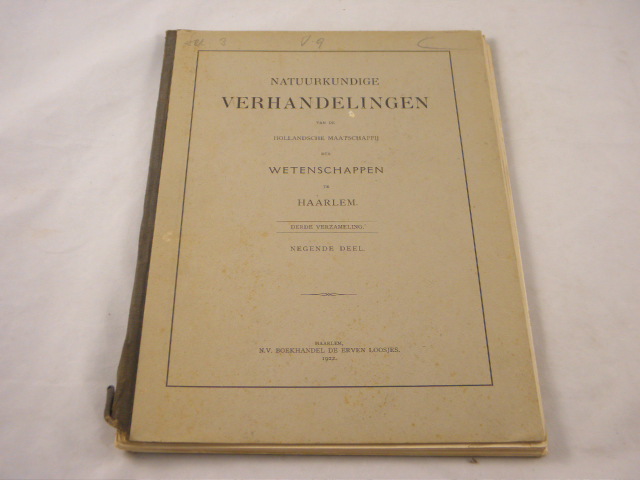 V.9
NATUURKUNDIGE
VERHANDELINGEN
VAN DE
HOLLANDSCHE MAATSCHAPPIJ
DER
WETENSCHAPPEN
TE
HAARLEM.
DERDE VERZAMELING.
NEGENDE DEEL.
HAARLEM,
N.V. BOEKHANDEL DE ERVEN LOOSJES.
1922.